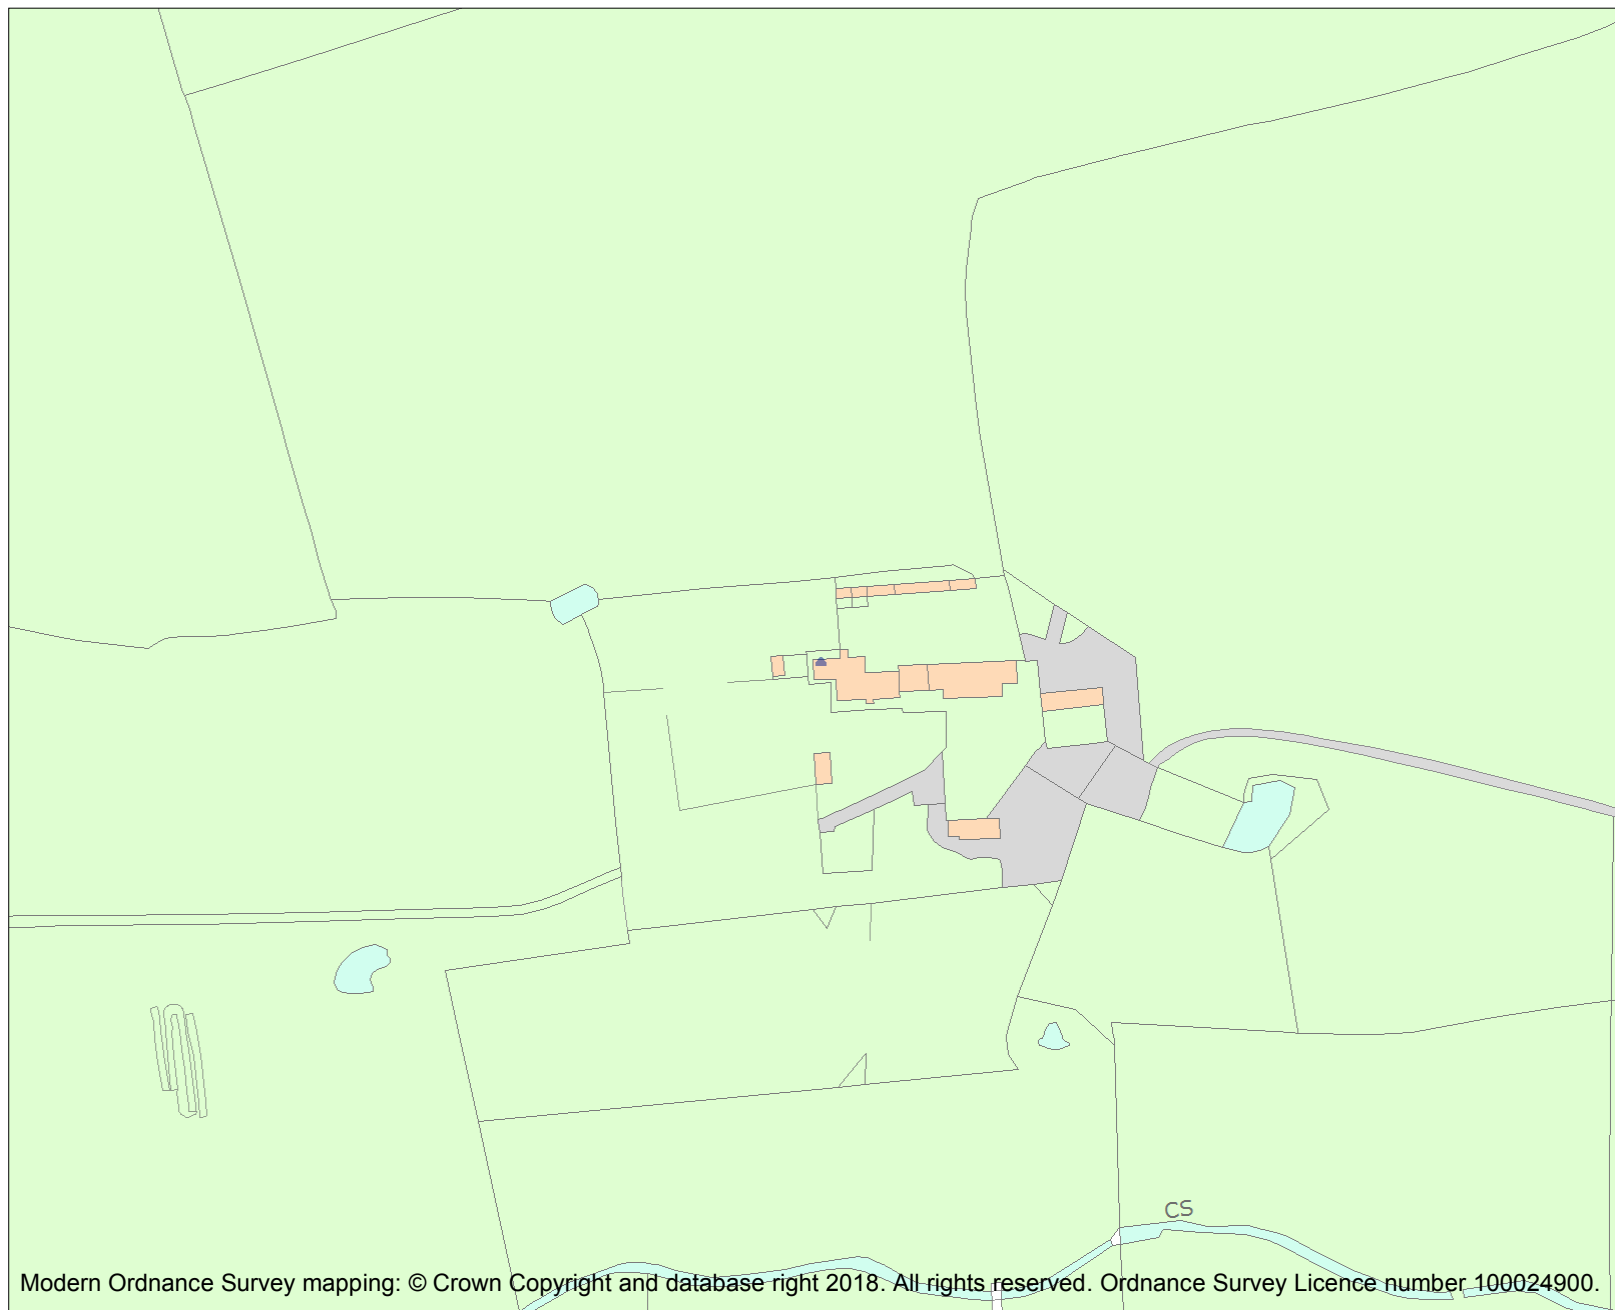 CS
Modern Ordnance Survey mapping: © Crown Copyright and database right 2018. All rights reserved. Ordnance Survey Licence number 100024900.